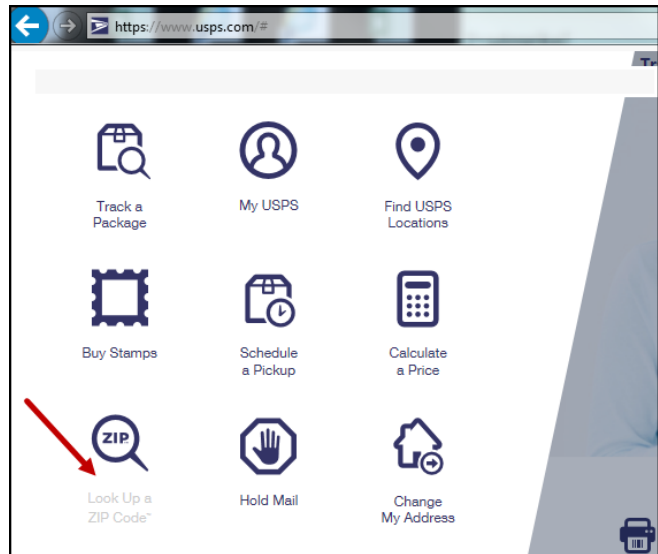 https://www.usps.com/#
Tr
Track a
Package
My USPS
Find USPS
Locations
Buy Stamps
Schedule
a Pickup
Calculate
a Price
ZIP
Look Up a
ZIP Code™
Hold Mail
Change
My Address